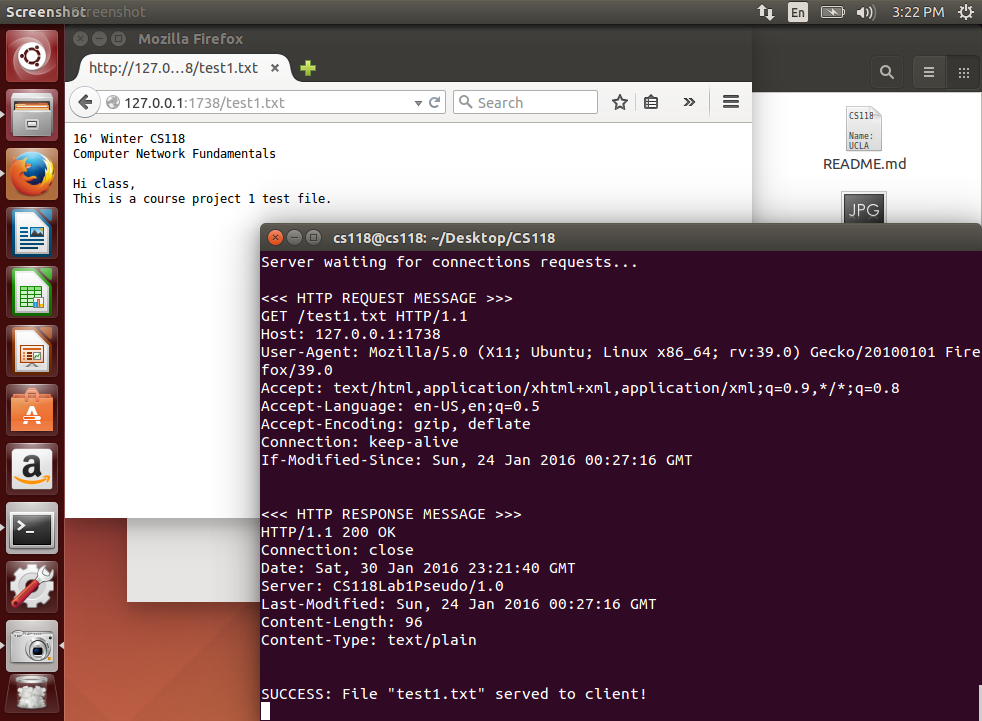 Screenshot Screenshot
En
3:22 PM
Mozilla Firefox
http://127.0...8/test1.txt
127.0.0.1:1738/test1.txt
Search
16' Winter CS118
Computer Network Fundamentals
Hi class,
This is a course project 1 test file.
CS118
Name:
UCLA
README.md
JPG
cs118@cs118: ~/Desktop/CS118
Server waiting for connections requests...
<<< HTTP REQUEST MESSAGE >>>
GET /test1.txt HTTP/1.1
Host: 127.0.0.1:1738
User-Agent: Mozilla/5.0 (X11; Ubuntu; Linux x86_64; rv:39.0) Gecko/20100101 Fire
fox/39.0
Accept: text/html,application/xhtml+xml,application/xml;q=0.9,*/*;q=0.8
Accept-Language: en-US,en;q=0.5
Accept-Encoding: gzip, deflate
Connection: keep-alive
If-Modified-Since: Sun, 24 Jan 2016 00:27:16 GMT
<<< HTTP RESPONSE MESSAGE >>>
HTTP/1.1 200 OK
Connection: close
Date: Sat, 30 Jan 2016 23:21:40 GMT
Server: CS118Lab1Pseudo/1.0
Last-Modified: Sun, 24 Jan 2016 00:27:16 GMT
Content-Length: 96
Content-Type: text/plain
SUCCESS: File "test1.txt" served to client!